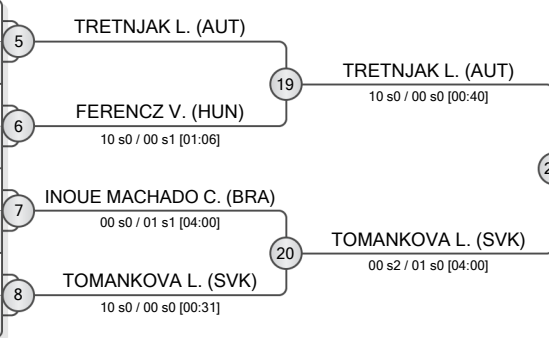 5
TRETNJAK L. (AUT)
19
TRETNJAK L. (AUT)
10 s0 / 00 s0 [00:40]
6
FERENCZ V. (HUN)
10 s0 / 00 s1 [01:06]
7
INOUE MACHADO C. (BRA)
00 s0 / 01 s1 [04:00]
20
TOMANKOVA L. (SVK)
00 s2 / 01 s0 [04:00]
8
TOMANKOVA L. (SVK)
10 s0 / 00 s0 [00:31]